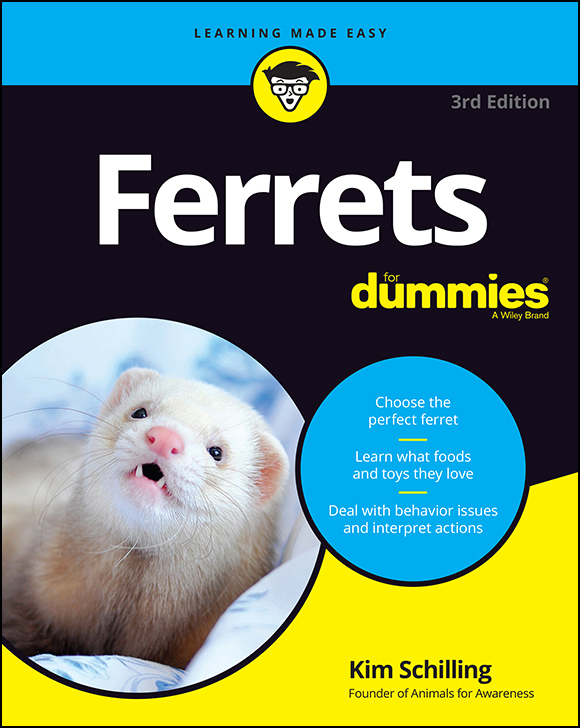 LEARNING MADE EASY
3rd Edition
Ferrets
for
dummies®
A Wiley Brand
Choose the
perfect ferret
Learn what foods
and toys they love
Deal with behavior issues
and interpret actions
Kim Schilling
Founder of Animals for Awareness